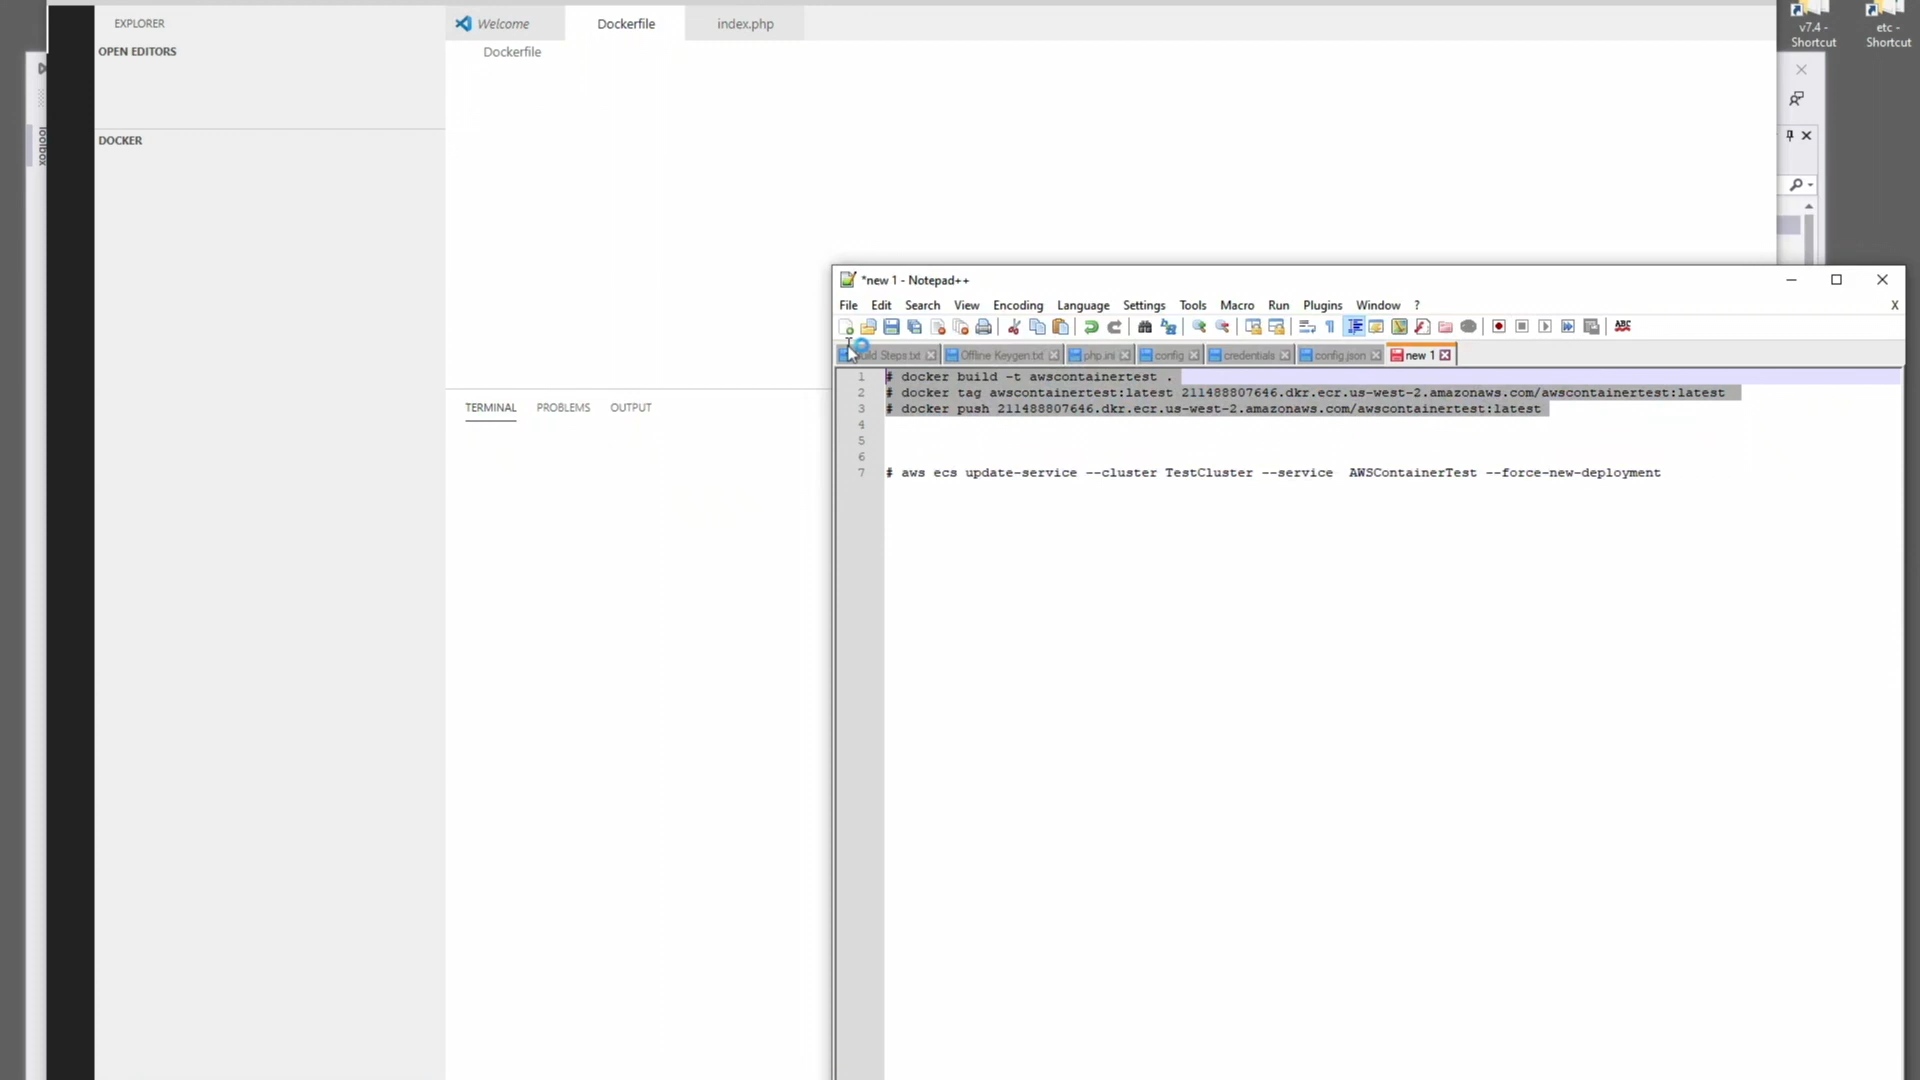 EXPLORER
OPEN EDITORS
DOCKER
Welcome
Dockerfile
index.php
Dockerfile
v7.4 -
Shortcut
etc -
Shortcut
Toolbox
TERMINAL
PROBLEMS
OUTPUT
*new 1 - Notepad++
File Edit Search View Encoding Language Settings Tools Macro Run Plugins Window ? X
Steps.txt
Offline Keygen.txt
php.ini
config
credentials
config.json
new 1
1 # docker build -t awscontainertest .
2 # docker tag awscontainertest:latest 211488807646.dkr.ecr.us-west-2.amazonaws.com/awscontainertest:latest
3 # docker push 211488807646.dkr.ecr.us-west-2.amazonaws.com/awscontainertest:latest
4
5
6
7 # aws ecs update-service --cluster TestCluster --service  AWSContainerTest --force-new-deployment